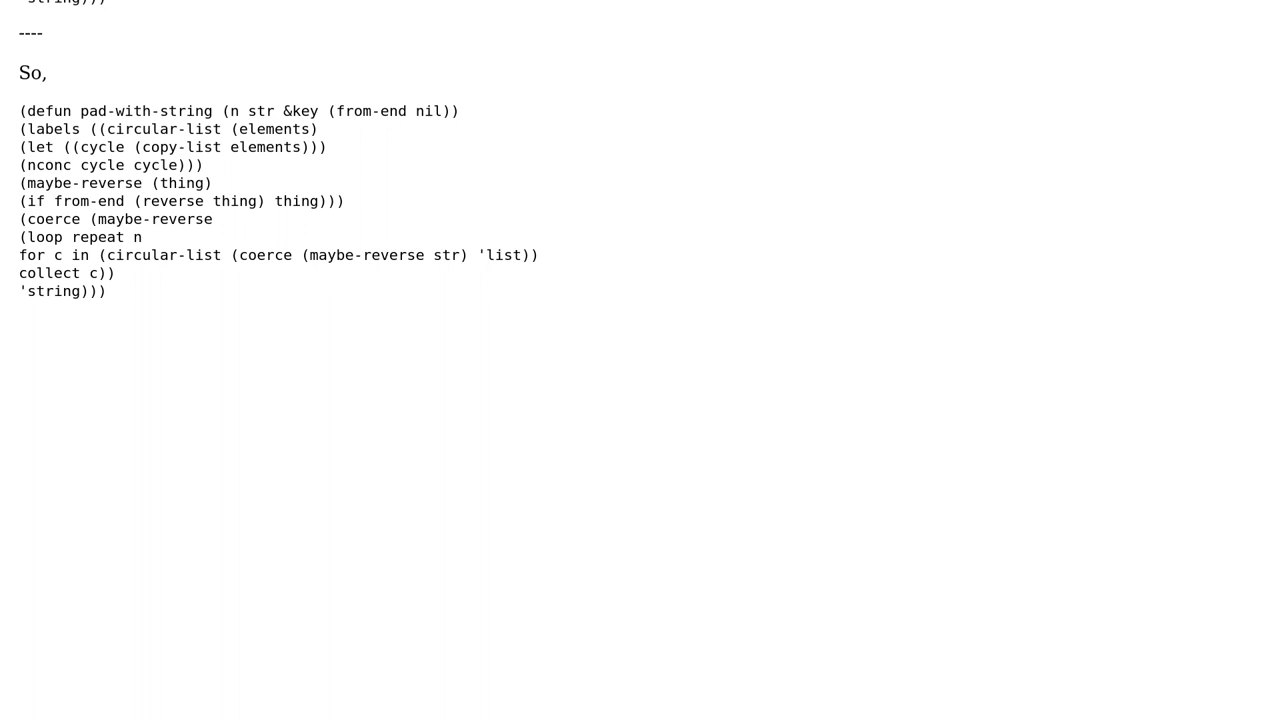 'string)))
----
So,
(defun pad-with-string (n str &key (from-end nil))
(labels ((circular-list (elements)
(let ((cycle (copy-list elements)))
(nconc cycle cycle)))
(maybe-reverse (thing)
(if from-end (reverse thing) thing)))
(coerce (maybe-reverse
(loop repeat n
for c in (circular-list (coerce (maybe-reverse str) 'list))
collect c))
'string)))